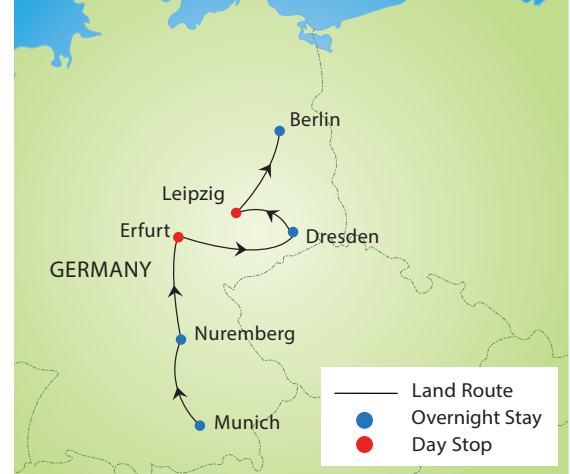 Berlin
Leipzig
Erfurt
Dresden
GERMANY
Nuremberg
Munich
Land Route
Overnight Stay
Day Stop